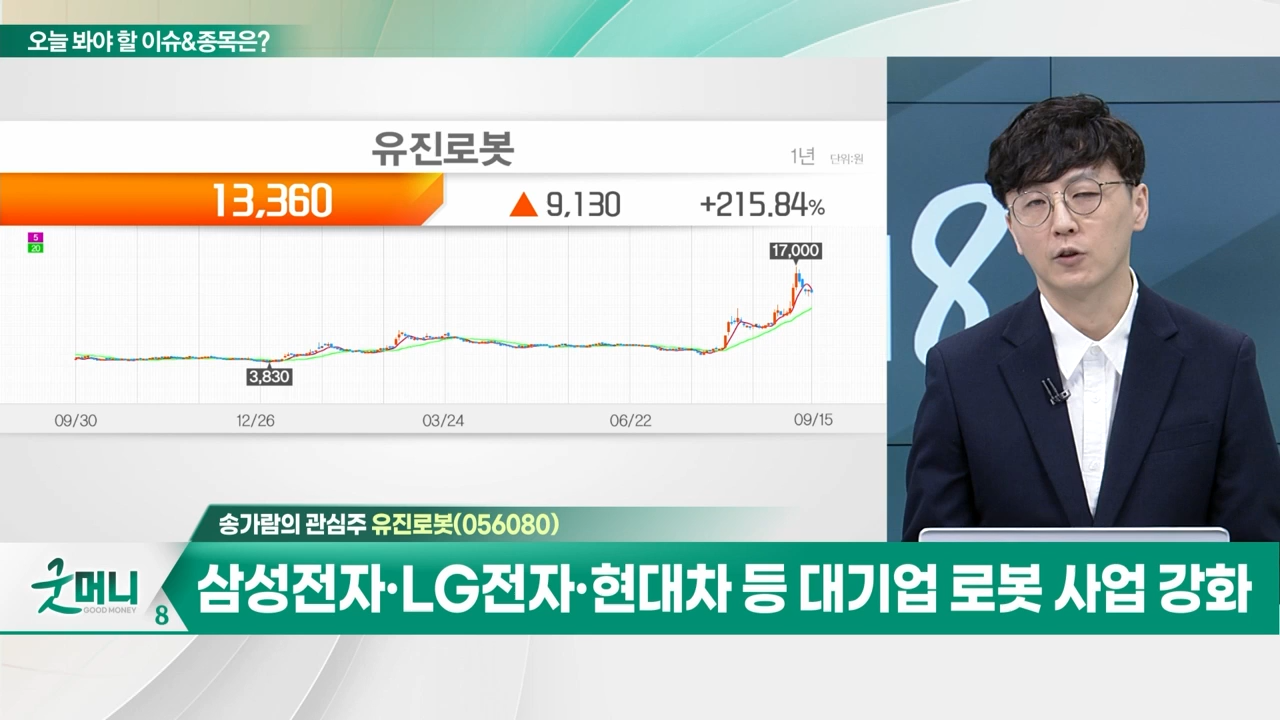 오늘 봐야 할 이슈&종목은?
유진로봇
1년 단위:원
13,360 ▲ 9,130 +215.84%
5
20
17,000
3,830
09/30 12/26 03/24 06/22 09/15
8
송가람의 관심주 유진로봇(056080)
굿머니
GOOD MONEY
8
삼성전자·LG전자·현대차 등 대기업 로봇 사업 강화